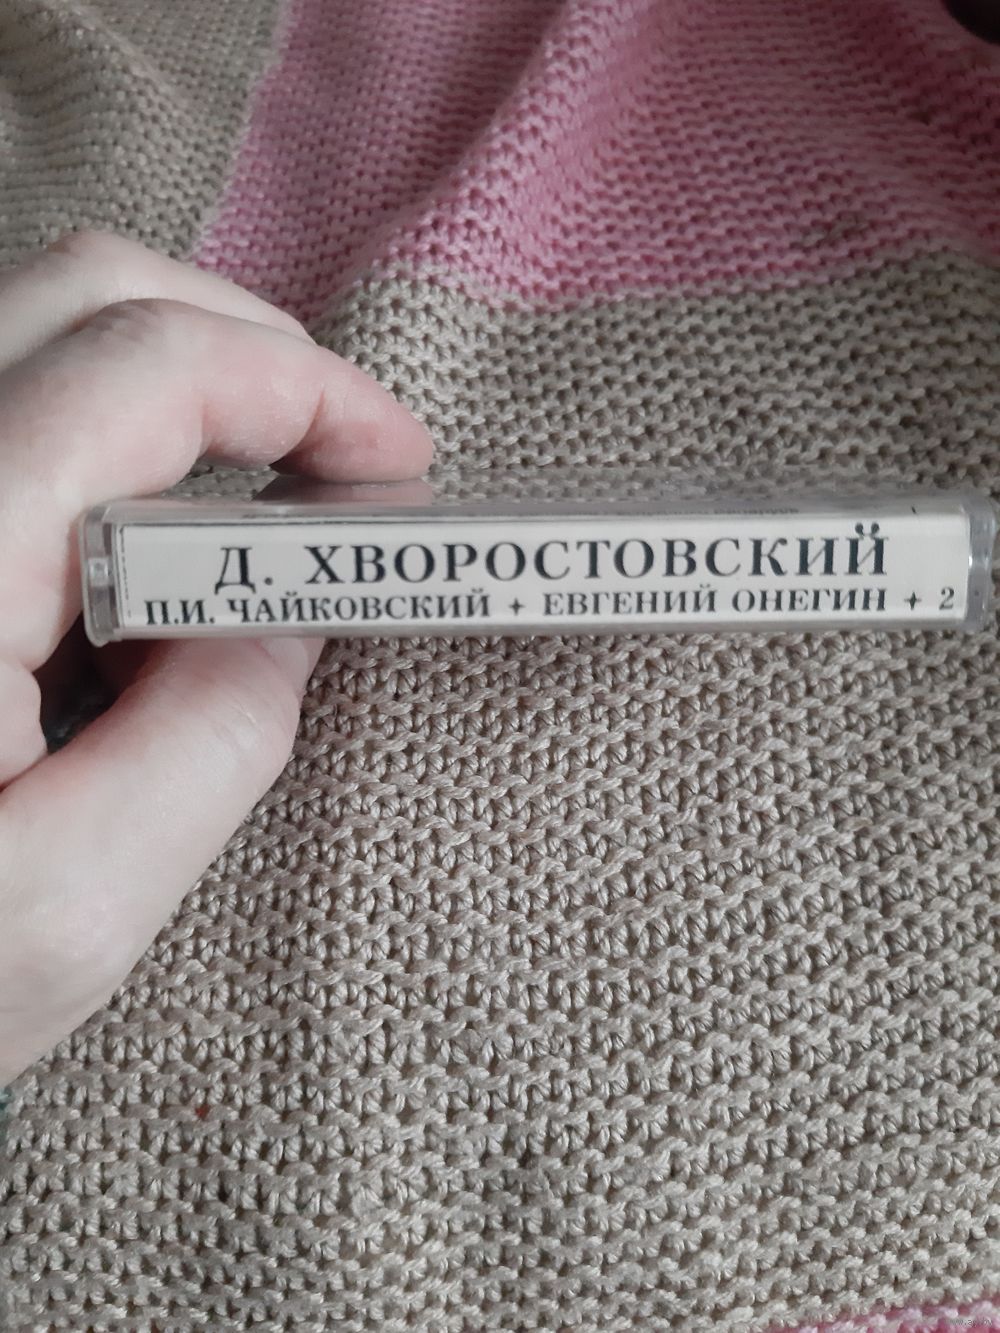 Д. ХВОРОСТОВСКИЙ
П.И. ЧАЙКОВСКИЙ + ЕВГЕНИЙ ОНЕГИН + 2